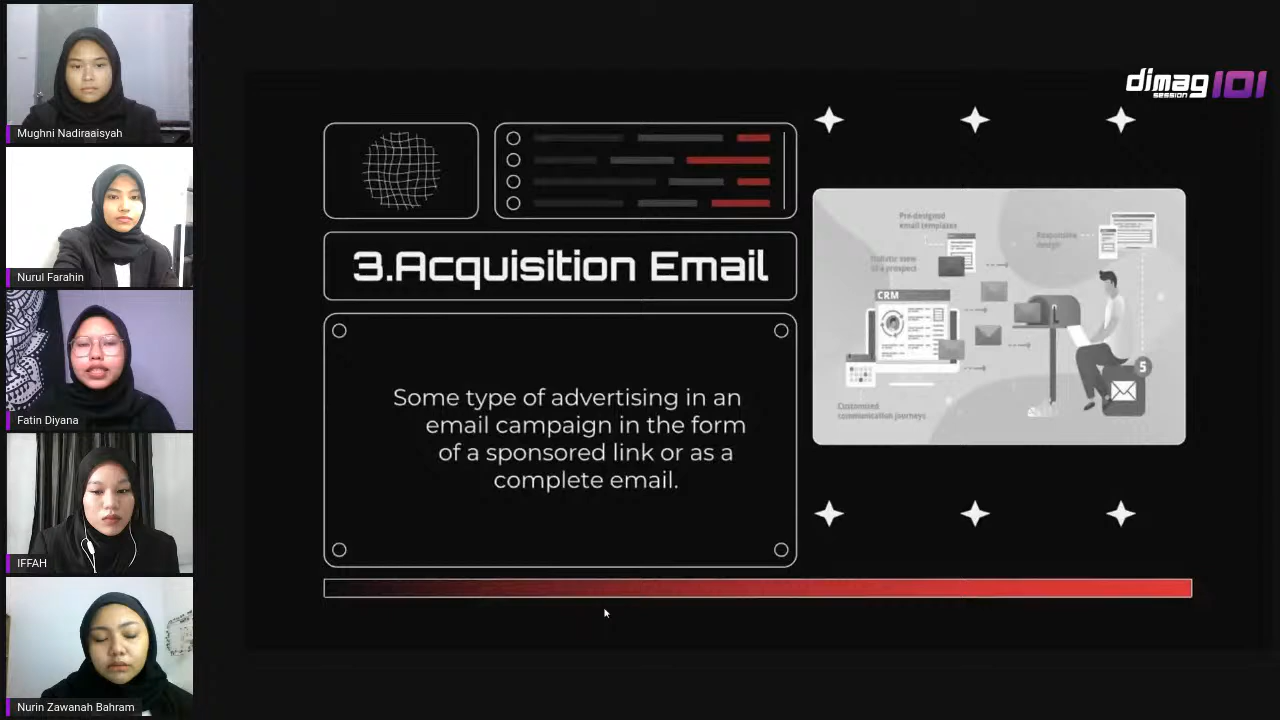 Mughni Nadiraaisyah
Nurul Farahin
Fatin Diyana
IFFAH
Nurin Zawanah Bahram
dimag 101
SESSION
3.Acquisition Email
Some type of advertising in an
email campaign in the form
of a sponsored link or as a
complete email.
Pre-designed
email templates
Responsive
design
Holistic view
of a prospect
CRM
5
Customized
communication journeys